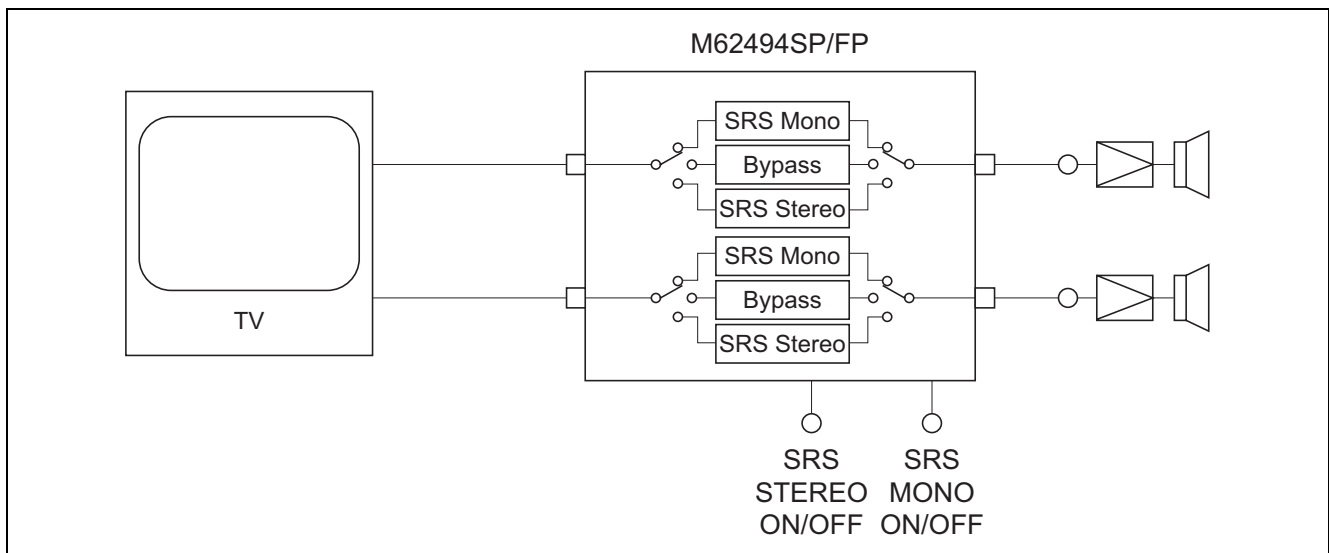 M62494SP/FP
SRS Mono
Bypass
SRS Stereo
SRS Mono
Bypass
SRS Stereo
TV
SRS
STEREO
ON/OFF
SRS
MONO
ON/OFF